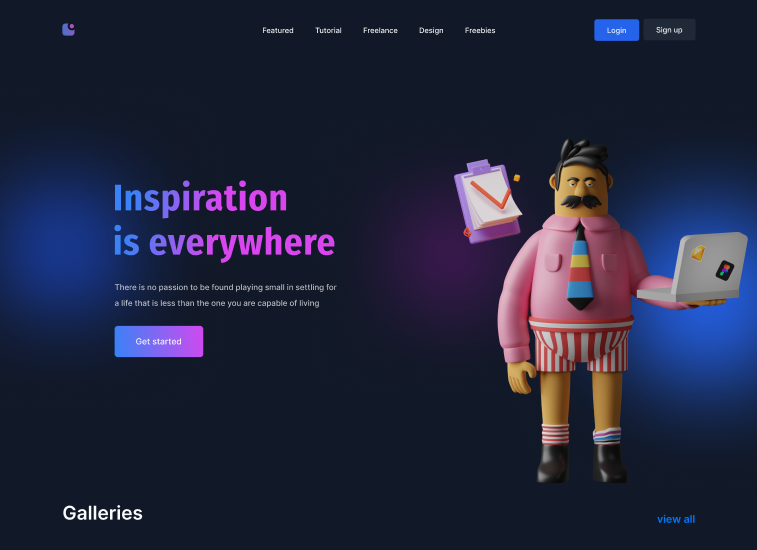 Featured
Tutorial
Freelance
Design
Freebies
Login
Sign up
Inspiration
is everywhere
There is no passion to be found playing small in settling for
a life that is less than the one you are capable of living
Get started
Galleries
view all